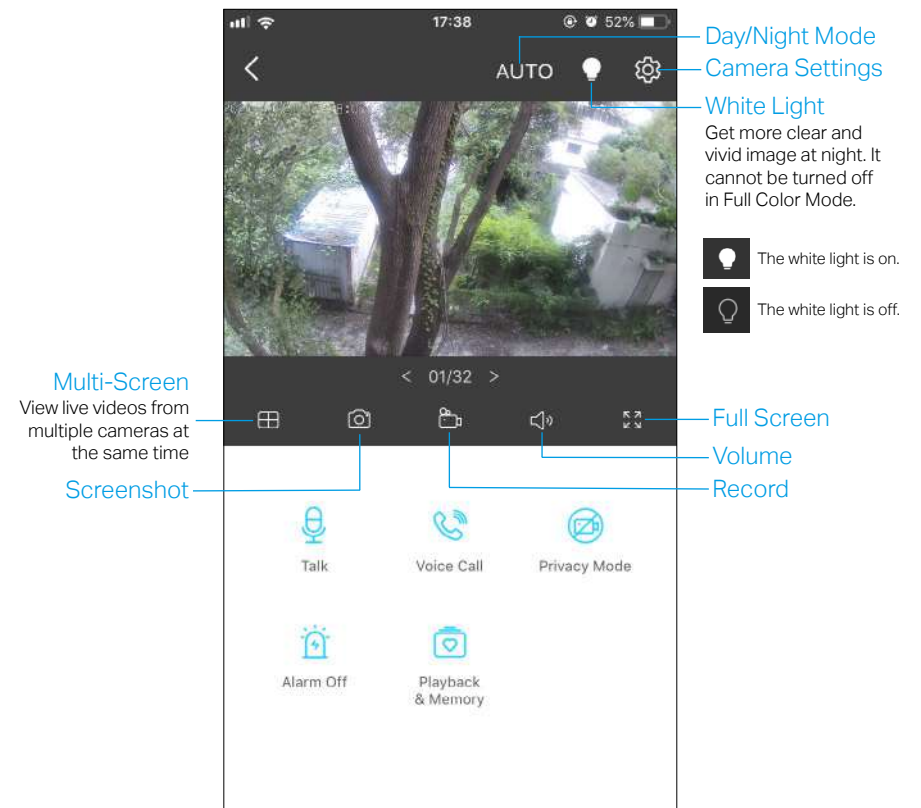 17:38
52%
AUTO
Day/Night Mode
Camera Settings
White Light
Get more clear and
vivid image at night. It
cannot be turned off
in Full Color Mode.
The white light is on.
The white light is off.
< 01/32 >
Multi-Screen
View live videos from
multiple cameras at
the same time
Screenshot
Full Screen
Volume
Record
Talk
Voice Call
Privacy Mode
Alarm Off
Playback
& Memory